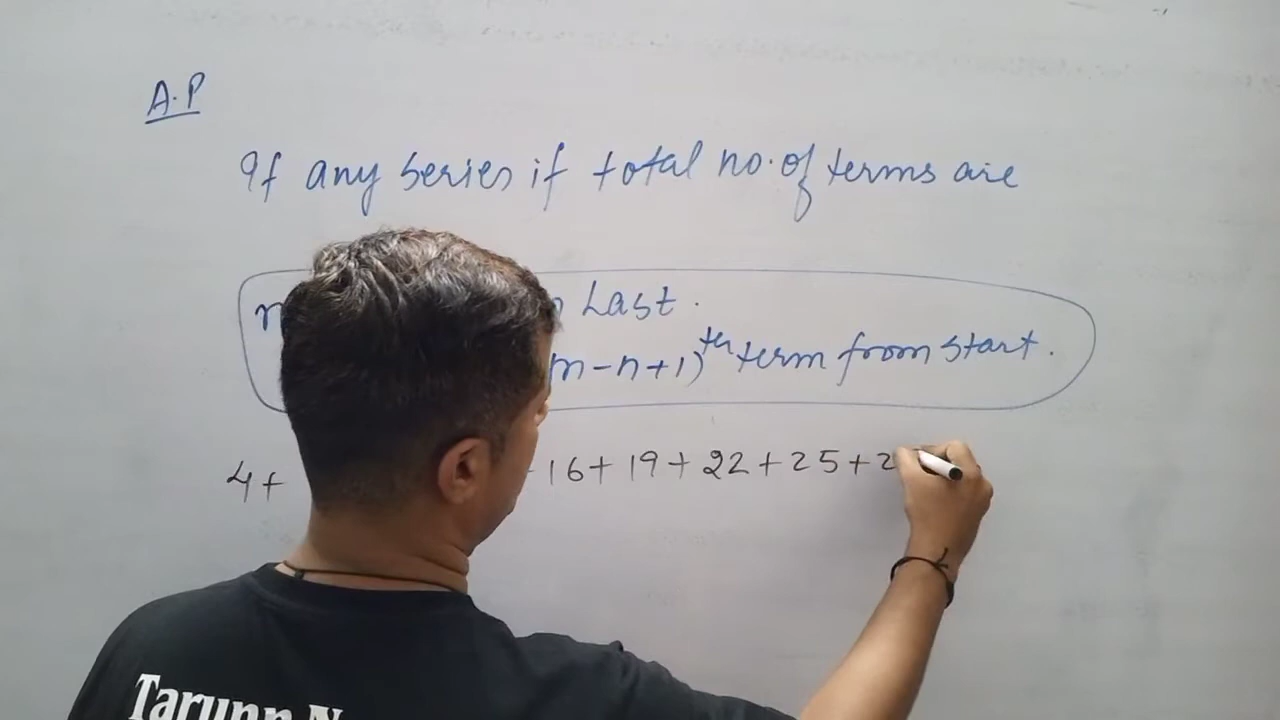 A.P
If any series if total no. of terms are
Last.
m-n+1)th term from start.
4+ 16+19+22+25+2
Tarunn N